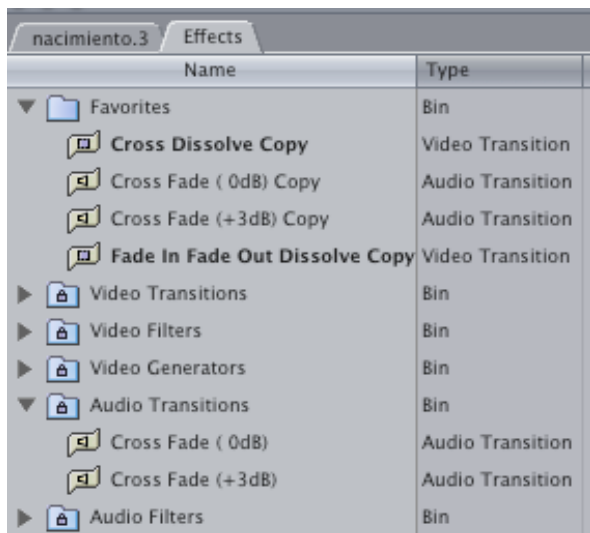 nacimiento.3 Effects
Name Type
Favorites Bin
Cross Dissolve Copy Video Transition
Cross Fade ( 0dB) Copy Audio Transition
Cross Fade (+3dB) Copy Audio Transition
Fade In Fade Out Dissolve Copy Video Transition
Video Transitions Bin
Video Filters Bin
Video Generators Bin
Audio Transitions Bin
Cross Fade ( 0dB) Audio Transition
Cross Fade (+3dB) Audio Transition
Audio Filters Bin